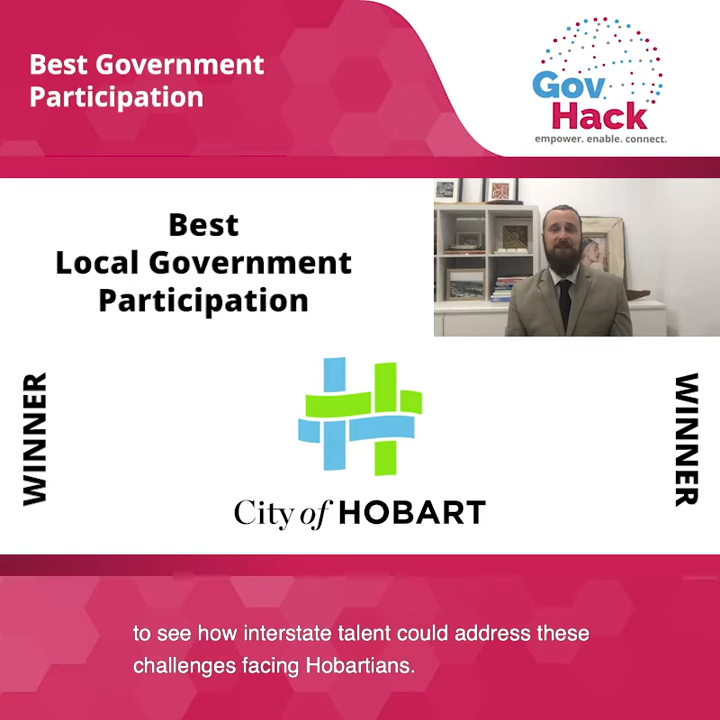 Best Government
Participation
Gov
Hack
empower. enable. connect.
Best
Local Government
Participation
WINNER
WINNER
City of HOBART
to see how interstate talent could address these
challenges facing Hobartians.